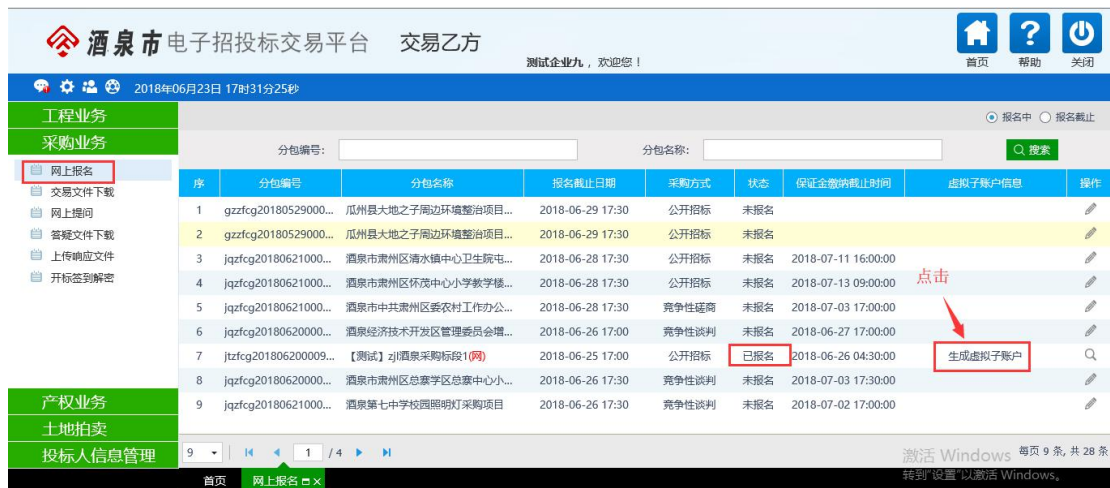 酒泉市电子招投标交易平台 交易乙方
测试企业九，欢迎您！
首页 帮助 关闭
2018年06月23日 17时31分25秒
工程业务
采购业务
网上报名
交易文件下载
网上提问
答疑文件下载
上传响应文件
开标签到解密
产权业务
土地拍卖
投标人信息管理
报名中 报名截止
分包编号: 分包名称: 搜索
序 分包编号 分包名称 报名截止日期 采购方式 状态 保证金缴纳截止时间 虚拟子账户信息 操作
1 gzzfcg20180529000... 瓜州县大地之子周边环境整治项目... 2018-06-29 17:30 公开招标 未报名
2 gzzfcg20180529000... 瓜州县大地之子周边环境整治项目... 2018-06-29 17:30 公开招标 未报名
3 jqzfcg20180621000... 酒泉市肃州区清水镇中心卫生院屯... 2018-06-28 17:30 公开招标 未报名 2018-07-11 16:00:00
4 jqzfcg20180621000... 酒泉市肃州区怀茂中心小学教学楼... 2018-06-28 17:30 公开招标 未报名 2018-07-13 09:00:00
点击
5 jqzfcg20180621000... 酒泉市中共肃州区委农村工作办公... 2018-06-28 17:30 竞争性磋商 未报名 2018-07-03 17:00:00
6 jqzfcg20180620000... 酒泉经济技术开发区管理委员会增... 2018-06-26 17:00 竞争性谈判 未报名 2018-06-27 17:00:00
7 jtzfcg201806200009... 【测试】zjl酒泉采购标段1(网) 2018-06-25 17:00 公开招标 已报名 2018-06-26 04:30:00 生成虚拟子账户
8 jqzfcg20180620000... 酒泉市肃州区总寨学区总寨中心小... 2018-06-26 17:30 竞争性谈判 未报名 2018-07-03 17:30:00
9 jqzfcg20180621000... 酒泉第七中学校园照明灯采购项目 2018-06-26 17:30 竞争性谈判 未报名 2018-07-02 17:00:00
9 1 / 4 每页 9 条, 共 28 条
激活 Windows
转到"设置"以激活 Windows。
首页 网上报名